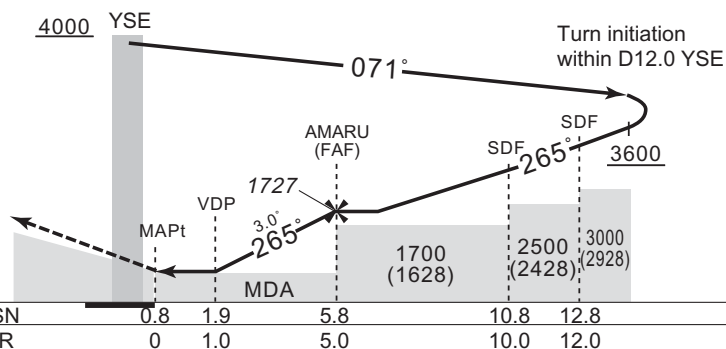 4000 YSE
Turn initiation
within D12.0 YSE
071°
AMARU
(FAF)
SDF
SDF
265°
3600
1727
VDP
MAPt
3.0°
265°
1700
(1628)
2500
(2428)
3000
(2928)
MDA
SN 0.8 1.9 5.8 10.8 12.8
R 0 1.0 5.0 10.0 12.0